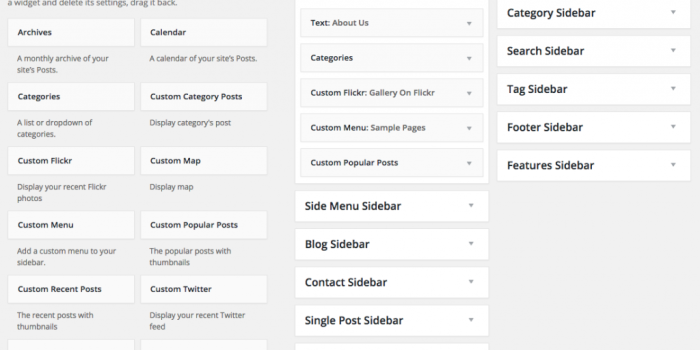 a widget and delete its settings, drag it back.
Archives
Calendar
A monthly archive of your
site's Posts.
A calendar of your site's Posts.
Categories
Custom Category Posts
A list or dropdown of
categories.
Display category's post
Custom Flickr
Custom Map
Display your recent Flickr
photos
Display map
Custom Menu
Custom Popular Posts
Add a custom menu to your
sidebar.
The popular posts with
thumbnails
Custom Recent Posts
Custom Twitter
The recent posts with
thumbnails
Display your recent Twitter
feed
Text: About Us
Categories
Custom Flickr: Gallery On Flickr
Custom Menu: Sample Pages
Custom Popular Posts
Side Menu Sidebar
Blog Sidebar
Contact Sidebar
Single Post Sidebar
Category Sidebar
Search Sidebar
Tag Sidebar
Footer Sidebar
Features Sidebar